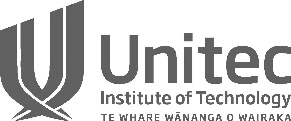 Unitec
Institute of Technology
TE WHARE WĀNANGA O WAIRAKA